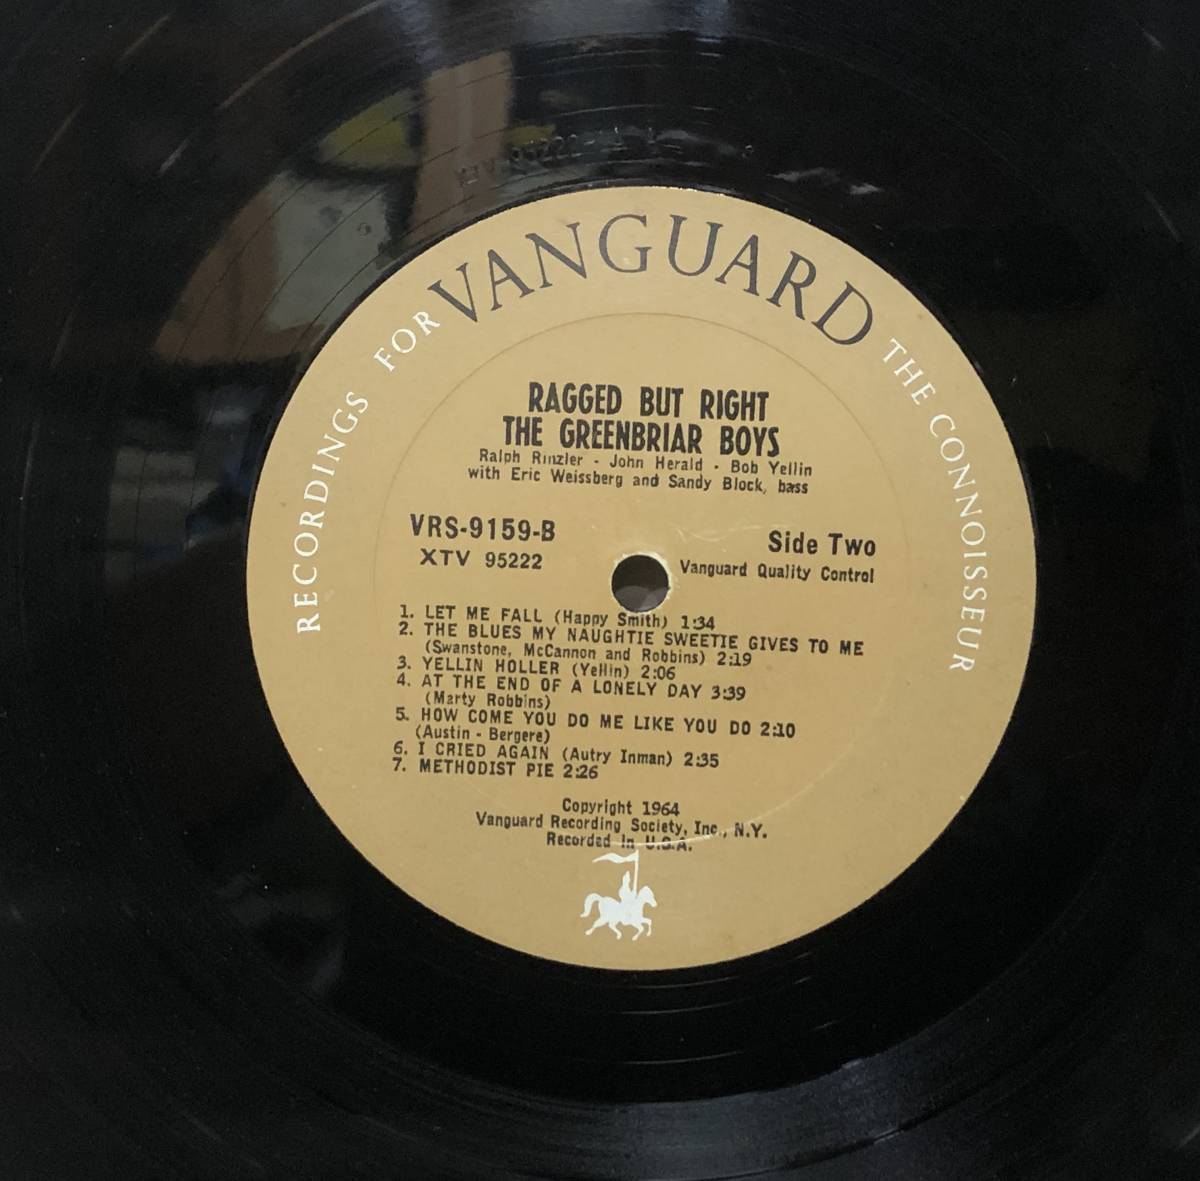 RECORDINGS FOR VANGUARD THE CONNOISSEUR
RAGGED BUT RIGHT
THE GREENBRIAR BOYS
Ralph Rinzler - John Herald - Bob Yellin
with Eric Weissberg and Sandy Block, bass
VRS-9159-B
XTV 95222
Side Two
Vanguard Quality Control
1. LET ME FALL (Happy Smith) 1:34
2. THE BLUES MY NAUGHTIE SWEETIE GIVES TO ME
(Swanstone, McCannon and Robbins) 2:19
3. YELLIN HOLLER (Yellin) 2:06
4. AT THE END OF A LONELY DAY 3:39
(Marty Robbins)
5. HOW COME YOU DO ME LIKE YOU DO 2:10
(Austin - Bergere)
6. I CRIED AGAIN (Autry Inman) 2:35
7. METHODIST PIE 2:26
Copyright 1964
Vanguard Recording Society, Inc., N.Y.
Recorded in U.S.A.